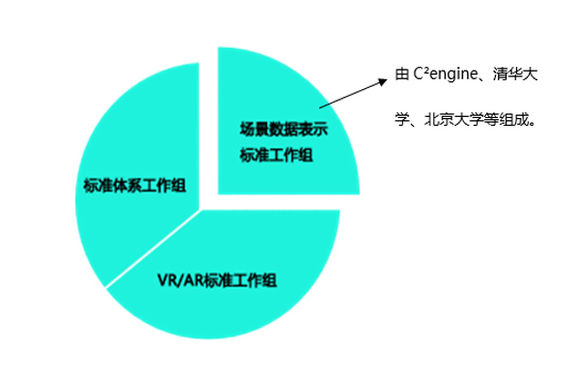 由 C²engine、清华大
学、北京大学等组成。
场景数据表示
标准工作组
标准体系工作组
VR/AR标准工作组